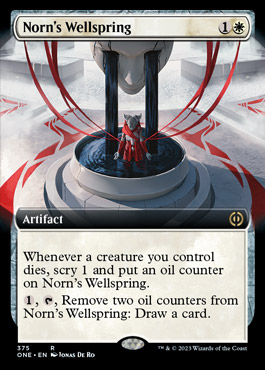 Norn's Wellspring 1
Artifact
Whenever a creature you control
dies, scry 1 and put an oil counter
on Norn's Wellspring.
1, , Remove two oil counters from
Norn's Wellspring: Draw a card.
375 R
ONE • EN Jonas De Ro ™ & © 2023 Wizards of the Coast